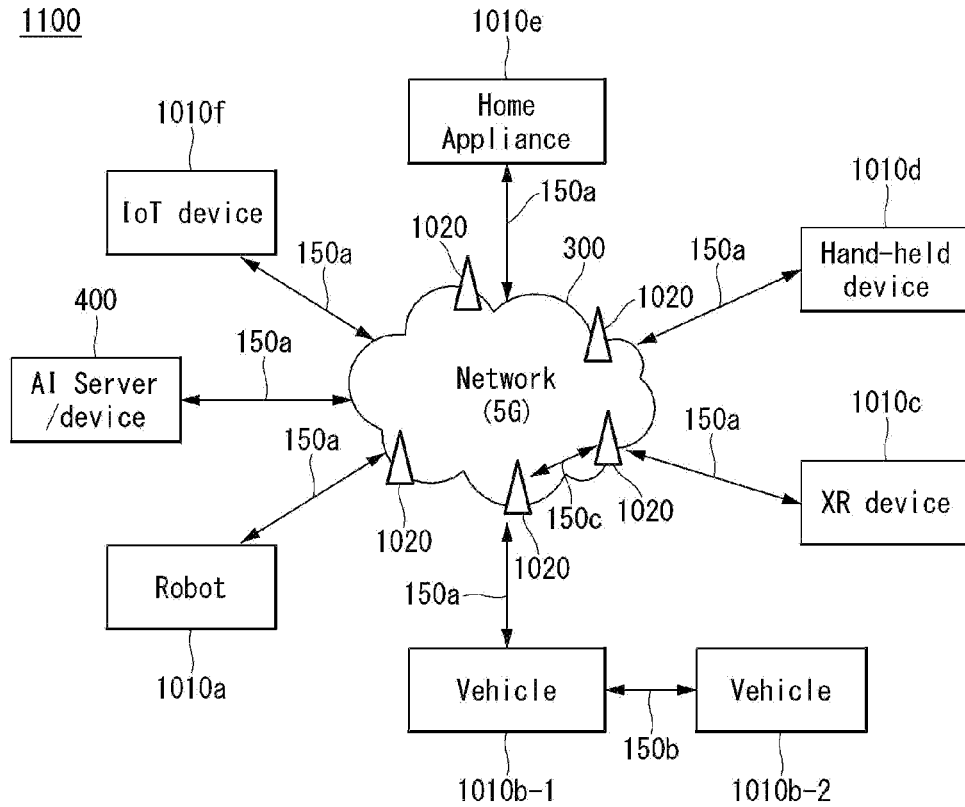 1100
1010e
Home
Appliance
1010f
IoT device
150a
1010d
Hand-held
device
1020
300
150a
150a
1020
400
AI Server
/device
150a
Network
(5G)
1010c
XR device
150a
150a
1020
150c
1020
1020
Robot
1010a
150a
Vehicle
150b
Vehicle
1010b-1
1010b-2